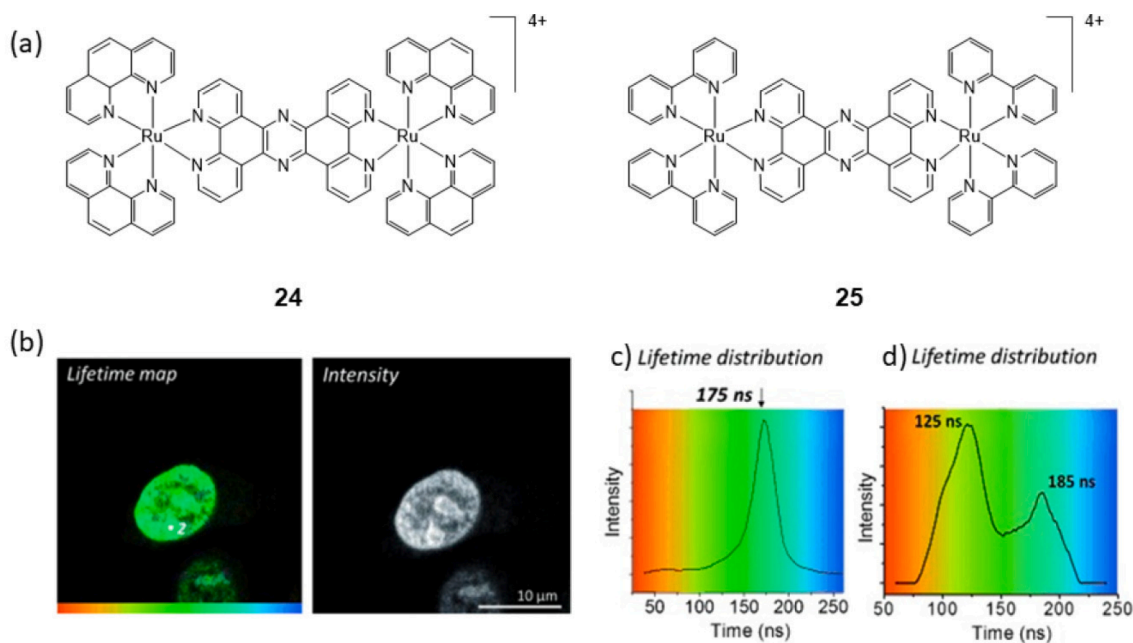 (a)
4+
4+
N N N N N N
N Ru N N Ru N
N N N N N N
24
N N N N N N
N Ru N N Ru N
N N N N N N
25
(b)
Lifetime map
2
Intensity
10 μm
c) Lifetime distribution
175 ns
Intensity
50 100 150 200 250
Time (ns)
d) Lifetime distribution
125 ns
185 ns
Intensity
50 100 150 200 250
Time (ns)